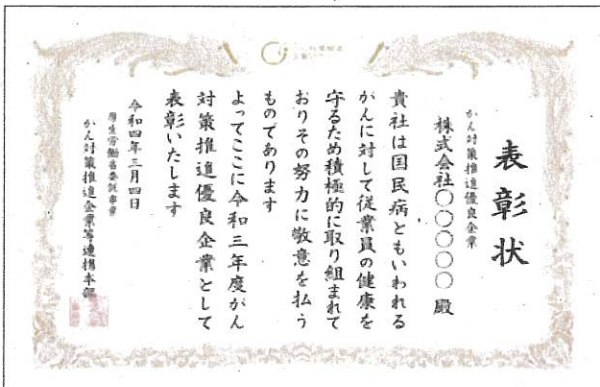 表彰状
がん対策推進優良企業
株式会社〇〇〇〇〇 殿
貴社は国民病ともいわれる
がんに対して従業員の健康を
守るため積極的に取り組まれて
おりその努力に敬意を払う
ものであります
よってここに令和三年度がん
対策推進優良企業として
表彰いたします
令和四年三月四日
厚生労働省委託事業
がん対策推進企業等連携本部